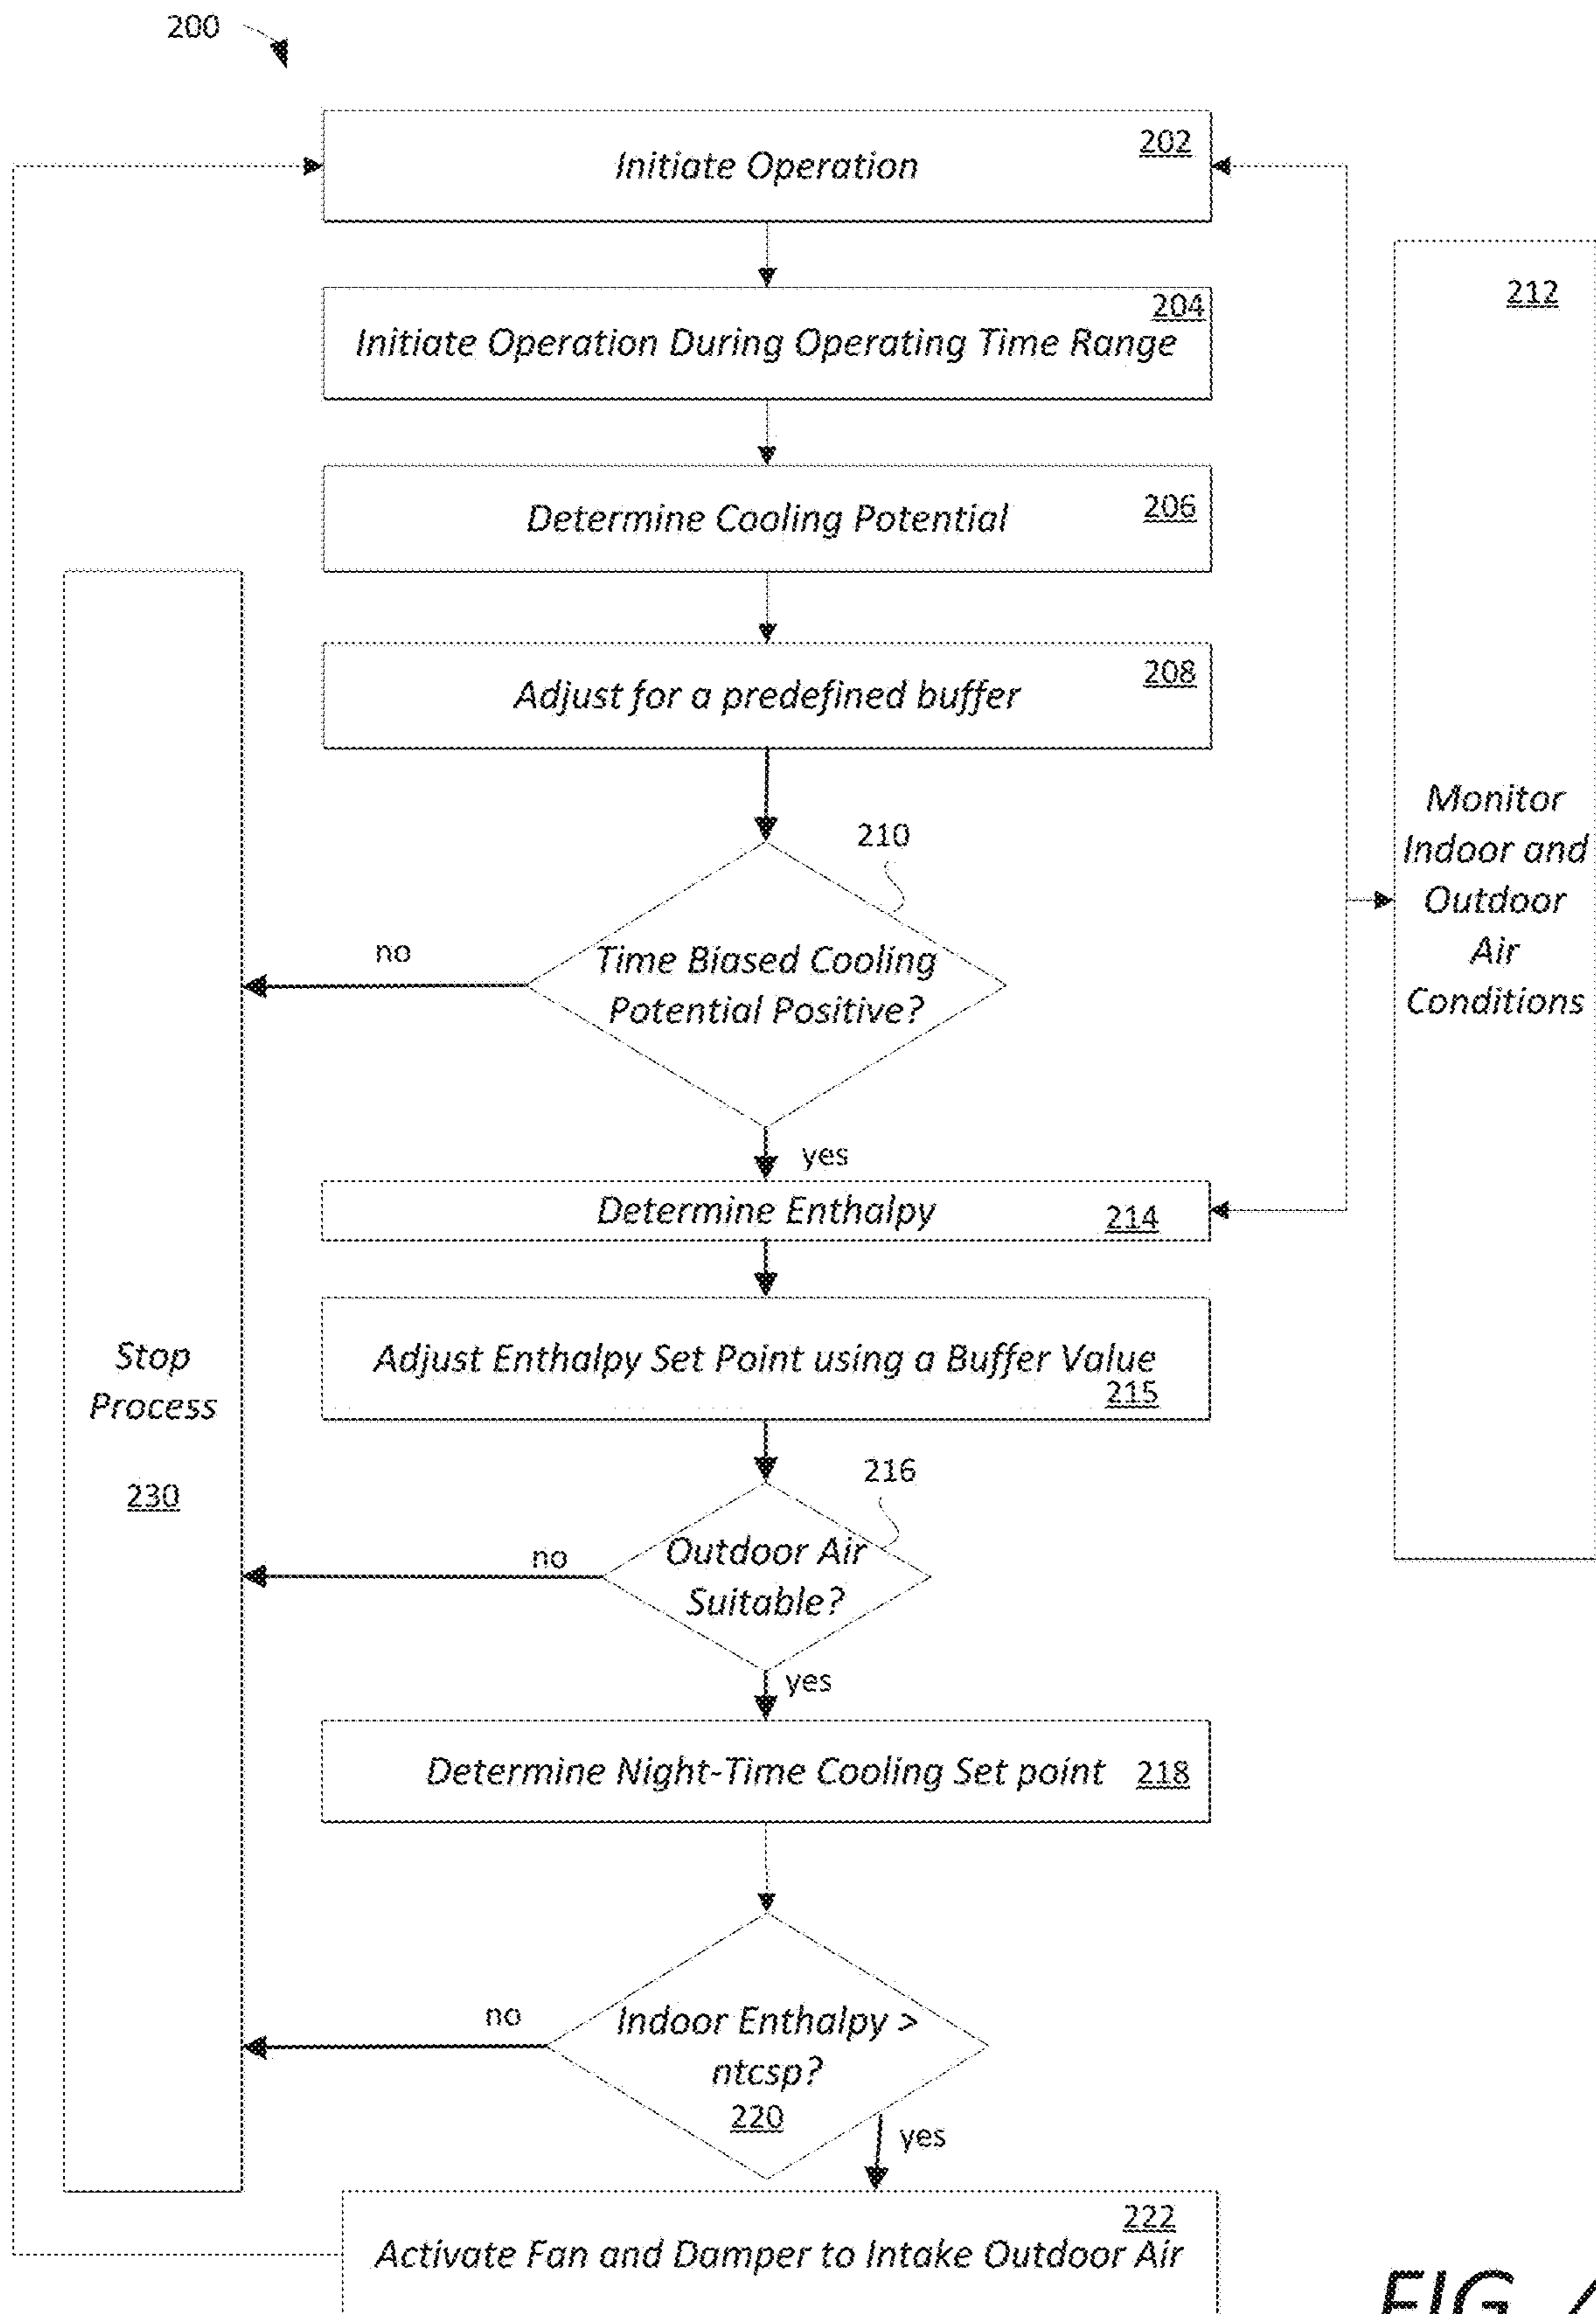 200
202
Initiate Operation
204
Initiate Operation During Operating Time Range
212
206
Determine Cooling Potential
208
Adjust for a predefined buffer
210
Monitor
Indoor and
Outdoor
Air
Conditions
no
Time Biased Cooling
Potential Positive?
yes
Determine Enthalpy
214
Stop
Process
230
Adjust Enthalpy Set Point using a Buffer Value
215
216
no
Outdoor Air
Suitable?
yes
Determine Night-Time Cooling Set point 218
no
Indoor Enthalpy >
ntcsp?
220
yes
222
Activate Fan and Damper to Intake Outdoor Air
FIG.